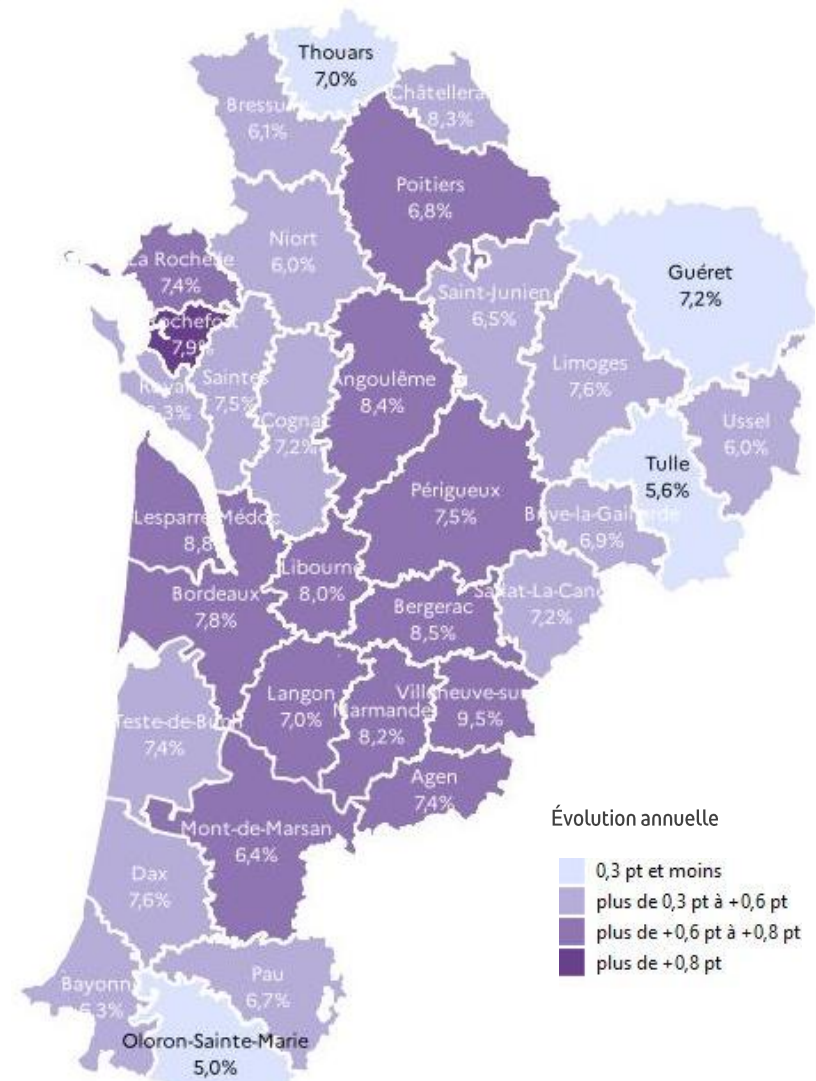 Thouars
7,0%
Châtellera
8,3%
Bressu
6,1%
Poitiers
6,8%
Niort
6,0%
La Rochelle
7,4%
Guéret
7,2%
Saint-Junien
6,5%
Rochefort
7,9%
Limoges
7,6%
Saintes
7,5%
Angoulême
8,4%
Cognac
7,2%
Ussel
6,0%
Tulle
5,6%
Périgueux
7,5%
Brive-la-Gaillarde
6,9%
Lesparre-Médoc
8,8
Libourne
8,0%
Bordeaux
7,8%
Bergerac
8,5%
Sarlat-La-Can
7,2%
Langon
7,0%
Marmande
8,2%
Villeneuve-sur
9,5%
Teste-de-Buch
7,4%
Agen
7,4%
Mont-de-Marsan
6,4%
Dax
7,6%
Pau
6,7%
Bayonn
6,3%
Oloron-Sainte-Marie
5,0%
Évolution annuelle
0,3 pt et moins
plus de 0,3 pt à +0,6 pt
plus de +0,6 pt à +0,8 pt
plus de +0,8 pt